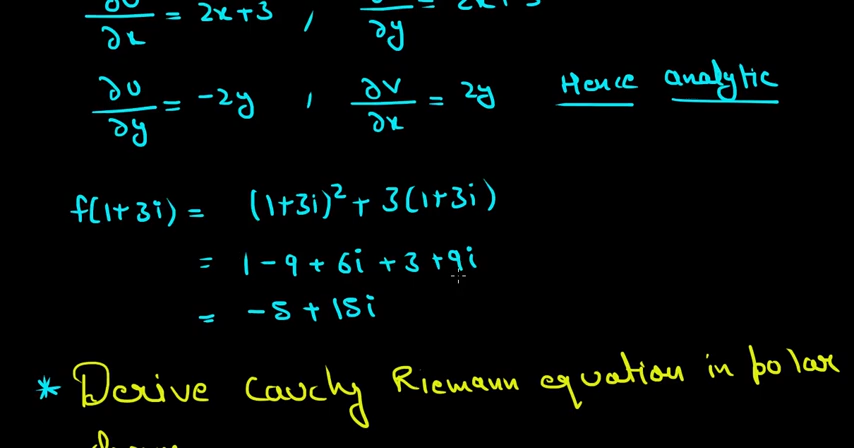 ∂U/∂x = 2x+3 , ∂y = 2x+3
∂U/∂y = -2y , ∂V/∂x = 2y Hence analytic
f(1+3i) = (1+3i)² + 3(1+3i)
= 1 - 9 + 6i + 3 + 9i
= -5 + 15i
* Derive Cauchy Riemann equation in polar